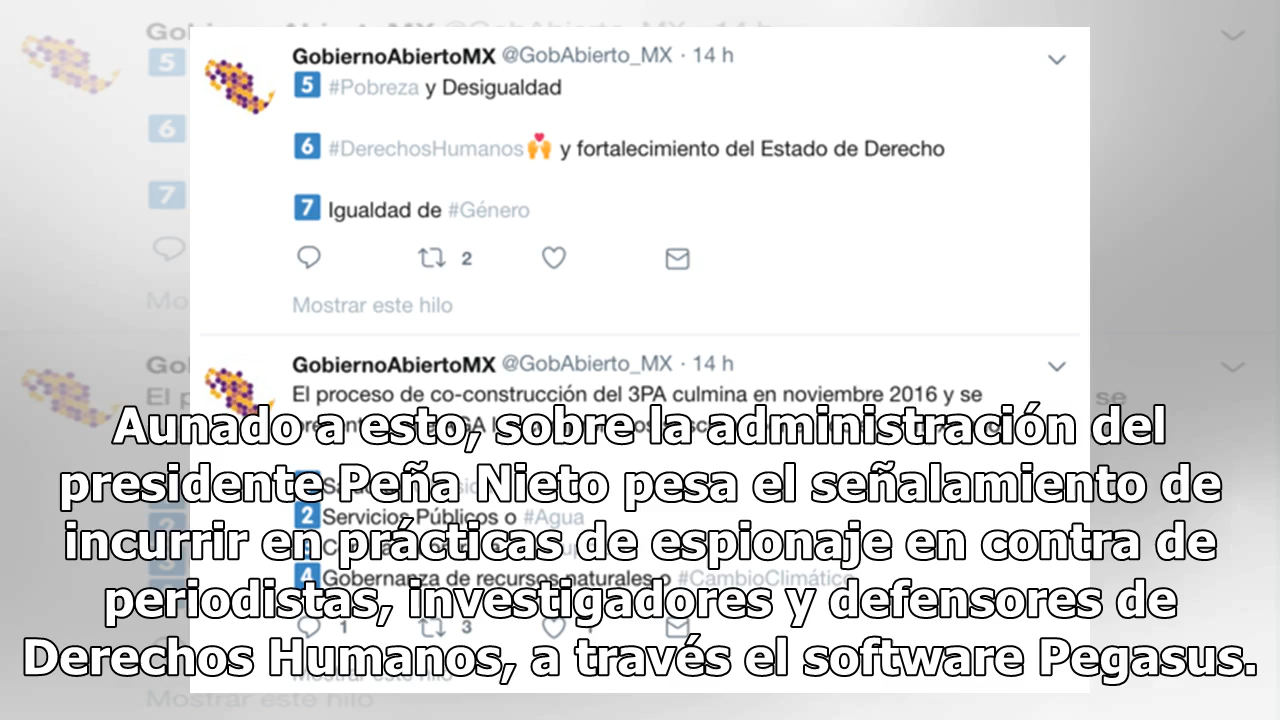 GobiernoAbiertoMX @GobAbierto_MX · 14 h
5 #Pobreza y Desigualdad
6 #DerechosHumanos y fortalecimiento del Estado de Derecho
7 Igualdad de #Género
2
Mostrar este hilo
GobiernoAbiertoMX @GobAbierto_MX · 14 h
El proceso de co-construcción del 3PA culmina en noviembre 2016 y se
2 Servicios Públicos o #Agua
4 Gobernanza de recursos naturales o #CambioClimático
1 3 1
Mostrar este hilo
Aunado a esto, sobre la administración del
presidente Peña Nieto pesa el señalamiento de
incurrir en prácticas de espionaje en contra de
periodistas, investigadores y defensores de
Derechos Humanos, a través el software Pegasus.